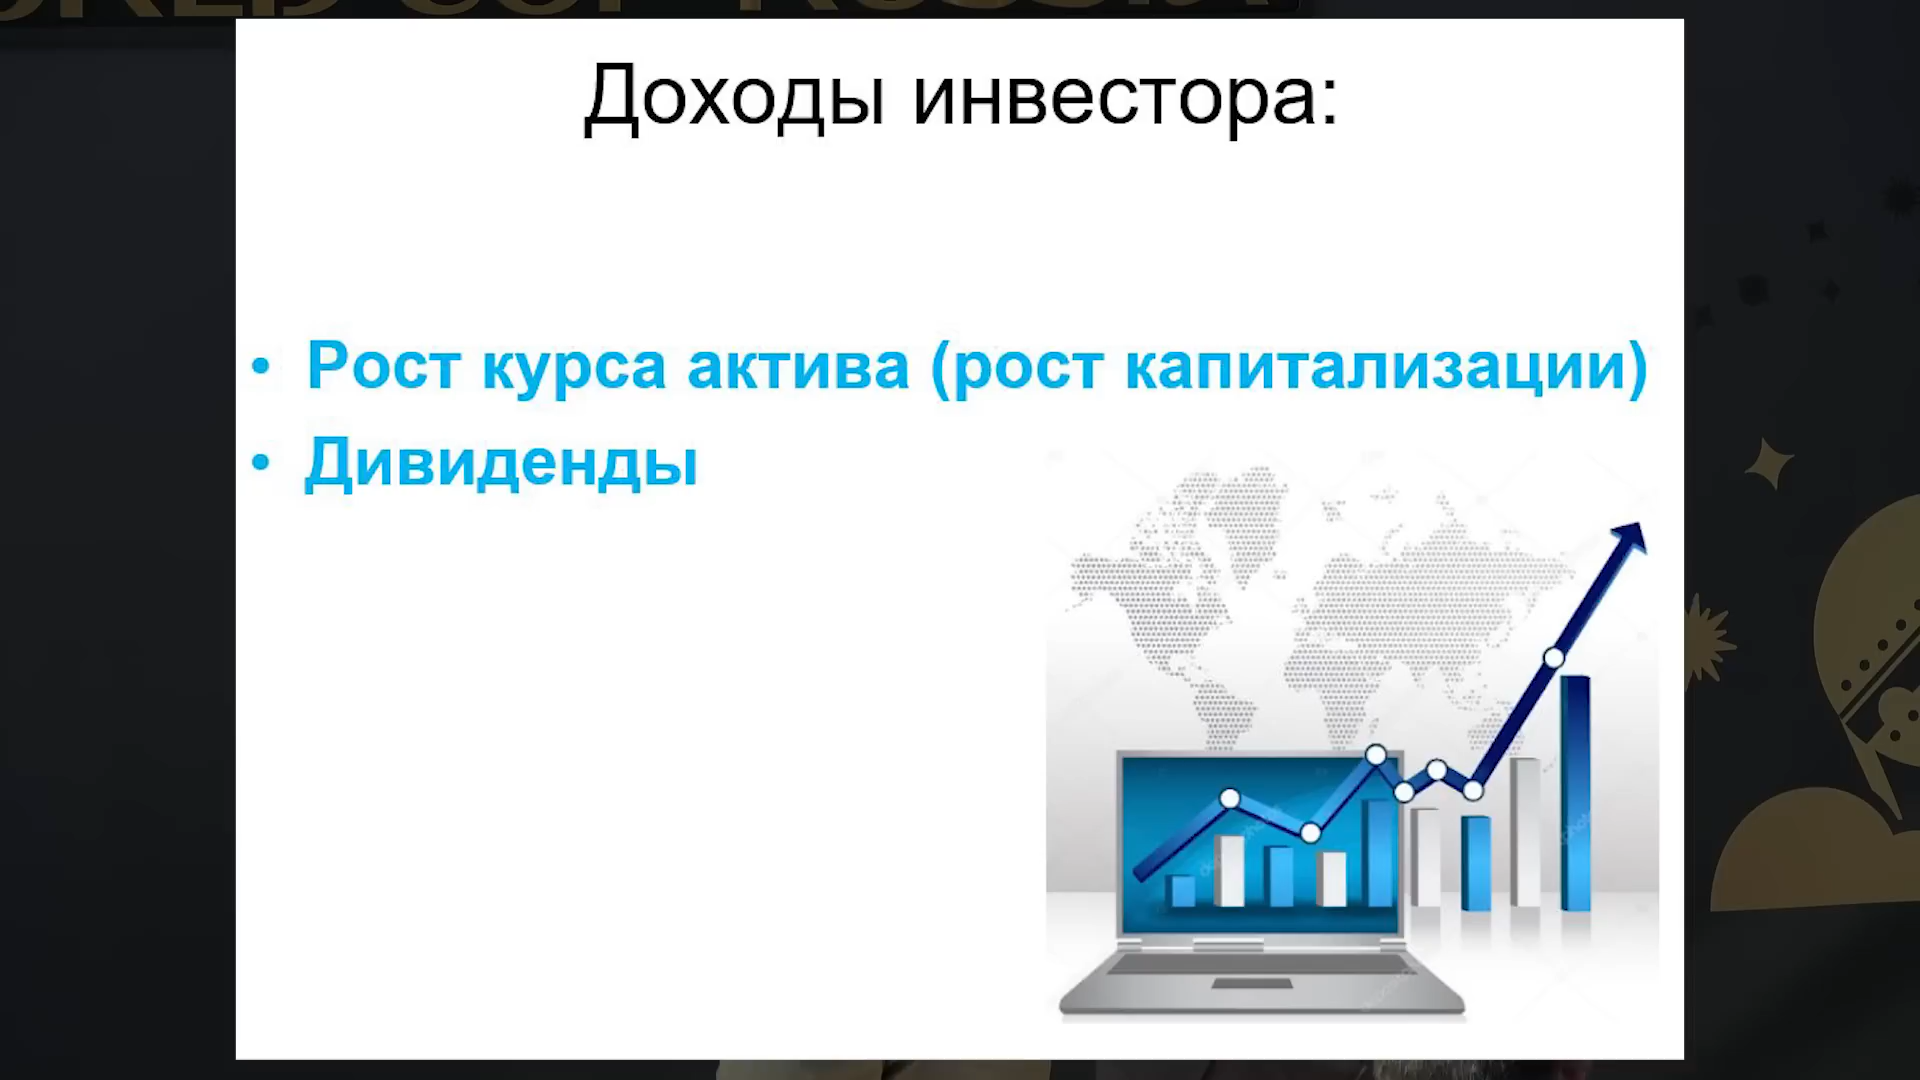 Доходы инвестора:
• Рост курса актива (рост капитализации)
• Дивиденды